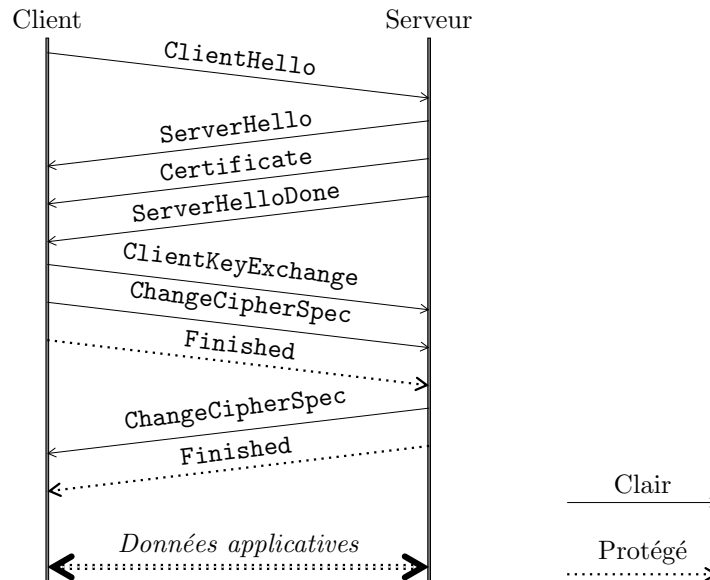 Client
Serveur
ClientHello
ServerHello
Certificate
ServerHelloDone
ClientKeyExchange
ChangeCipherSpec
Finished
ChangeCipherSpec
Finished
Données applicatives
Clair
Protégé